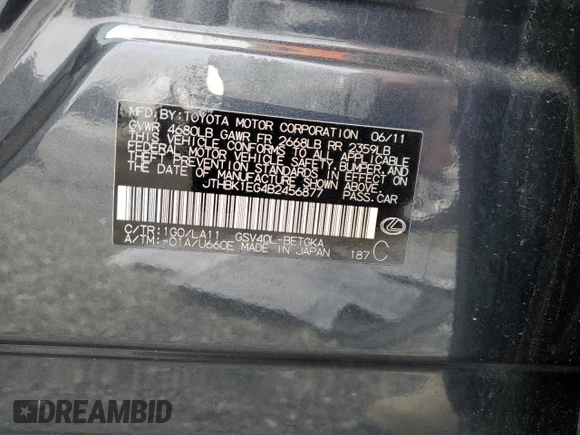 MFD.BY:TOYOTA MOTOR CORPORATION 06/11
GVWR 4680LB GAWR FR 2668LB RR 2359LB
THIS VEHICLE CONFORMS TO ALL APPLICABLE
FEDERAL MOTOR VEHICLE SAFETY, BUMPER, AND
THEFT PREVENTION STANDARDS IN EFFECT ON
THE DATE OF MANUFACTURE SHOWN ABOVE.
JTHBK1EG4B2456877 PASS.CAR
C/TR:1G0/LA11 GSV40L-BETGKA
A/TM:-01A/U660E MADE IN JAPAN 187 C
DREAMBID